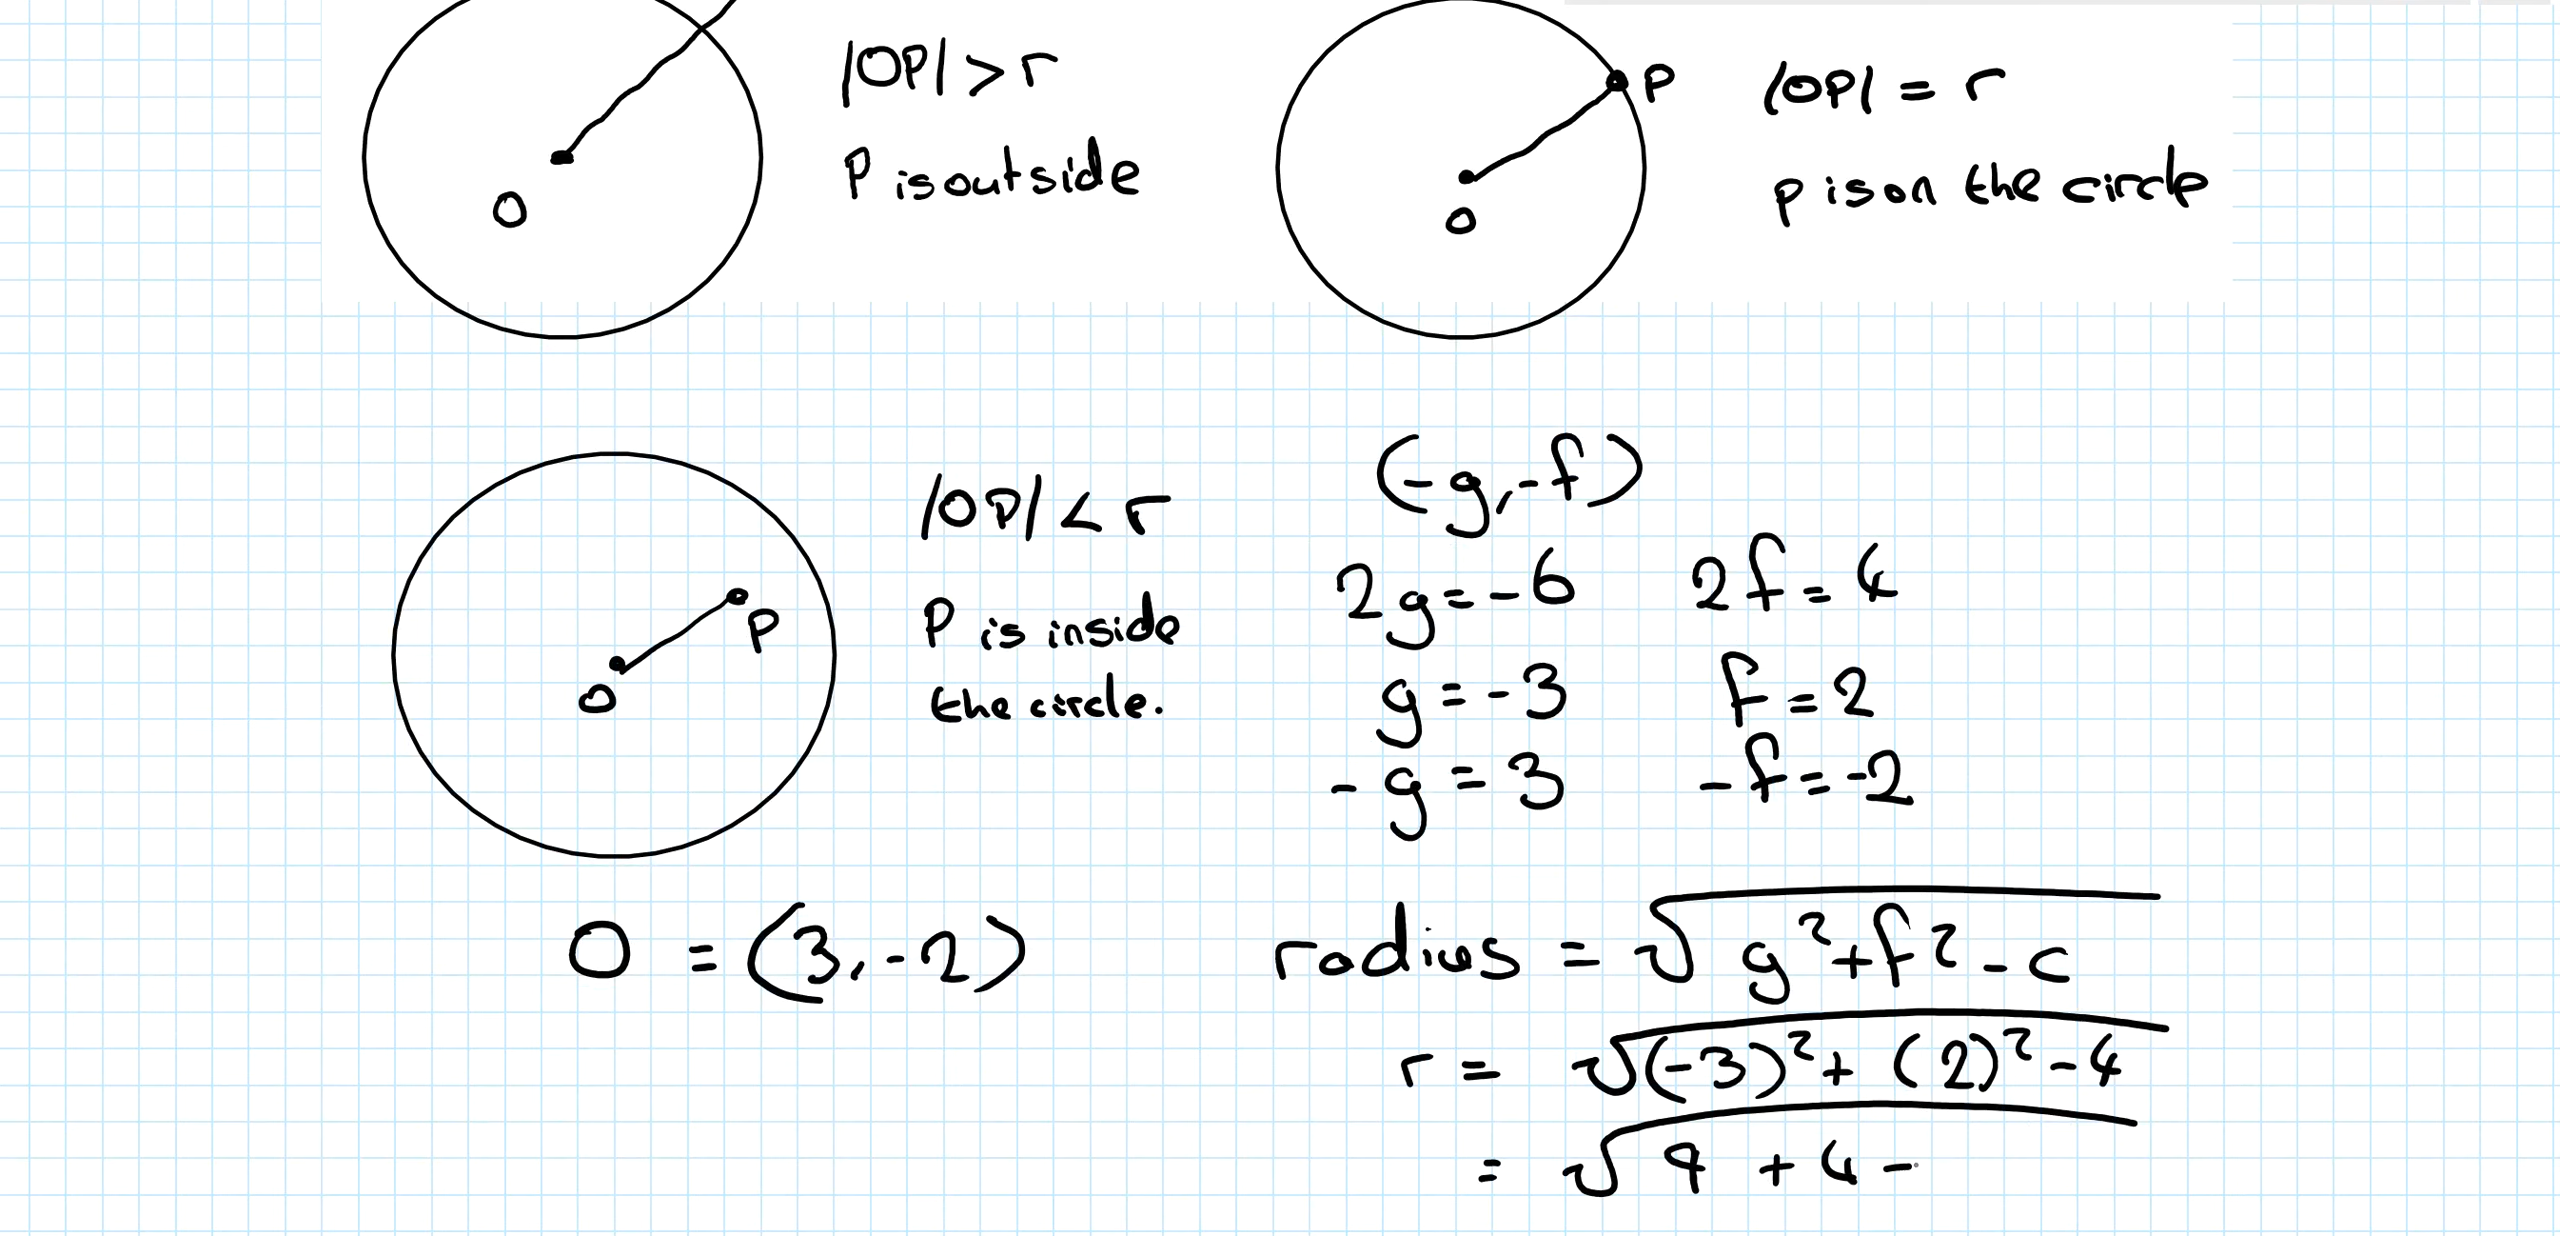 |OP| > r
P is outside
O
P
|OP| = r
P is on the circle
O
|OP| < r
P is inside
the circle.
P
O
(-g,-f)
2g = -6 2f = 4
g = -3 f = 2
-g = 3 -f = -2
O = (3,-2)
radius = √g²+f²-c
r = √(-3)²+(2)²-4
= √9 + 4 -